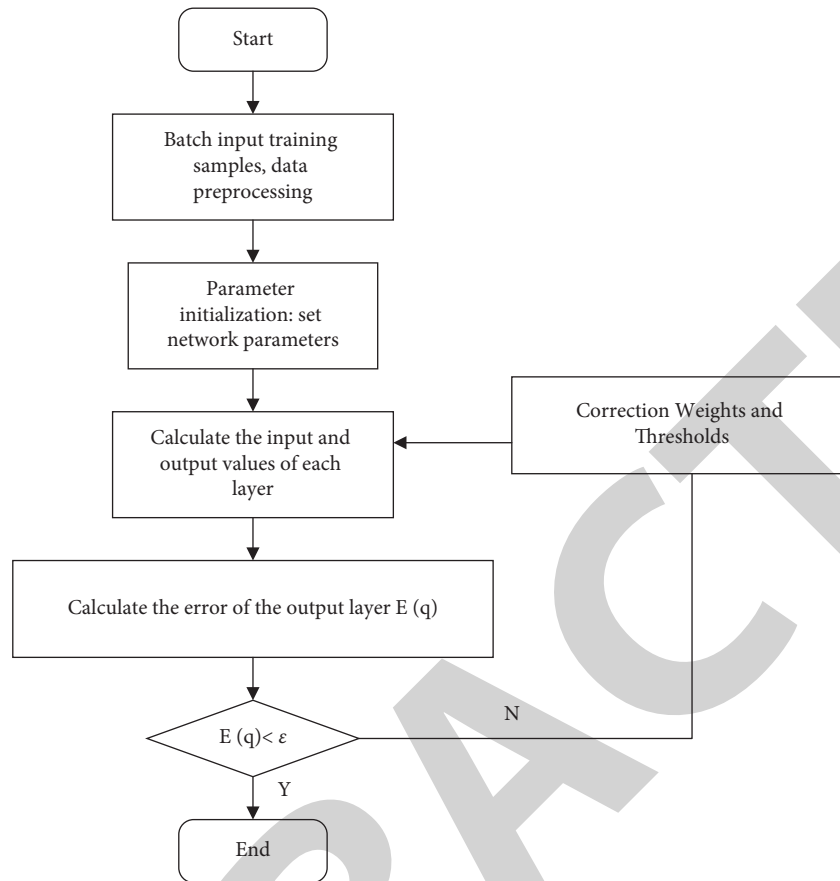 Start
Batch input training
samples, data
preprocessing
Parameter
initialization: set
network parameters
Calculate the input and
output values of each
layer
Correction Weights and
Thresholds
Calculate the error of the output layer E (q)
E (q)< ε
N
Y
End